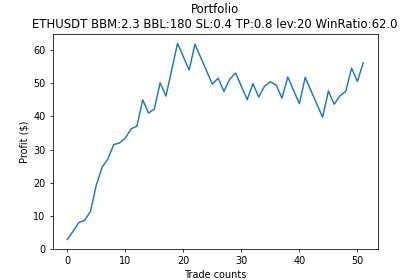 Portfolio
ETHUSDT BBM:2.3 BBL:180 SL:0.4 TP:0.8 lev:20 WinRatio:62.0
Profit ($)
60
50
40
30
20
10
0
0 10 20 30 40 50
Trade counts